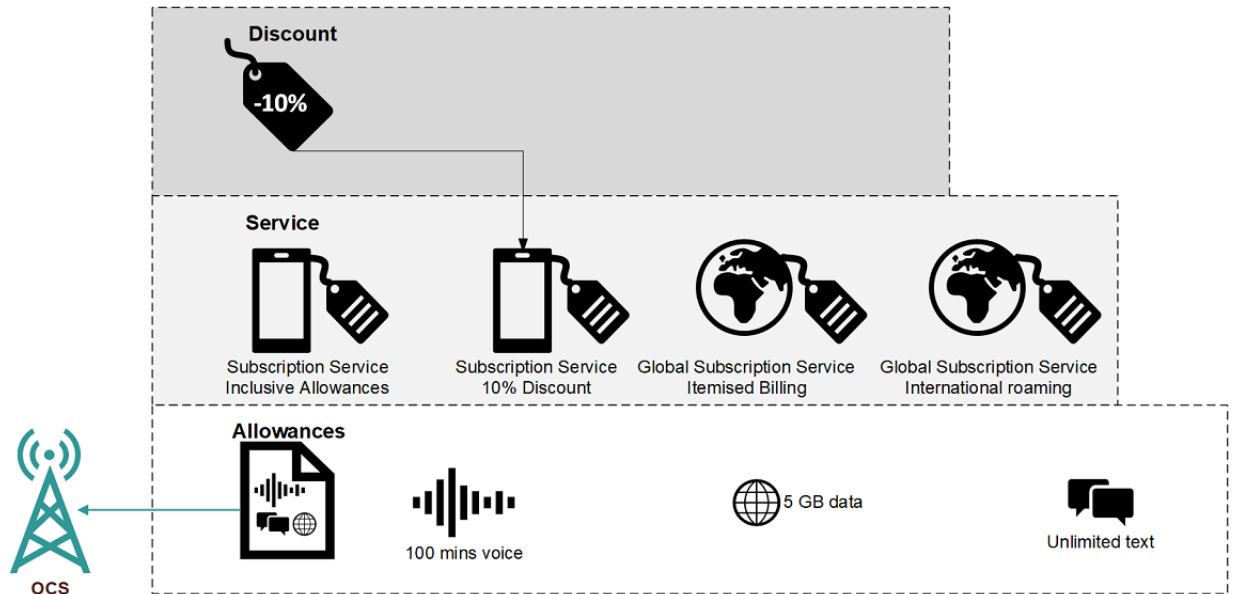 Discount
-10%
Service
Subscription Service
Inclusive Allowances
Subscription Service
10% Discount
Global Subscription Service
Itemised Billing
Global Subscription Service
International roaming
Allowances
100 mins voice
5 GB data
Unlimited text
OCS